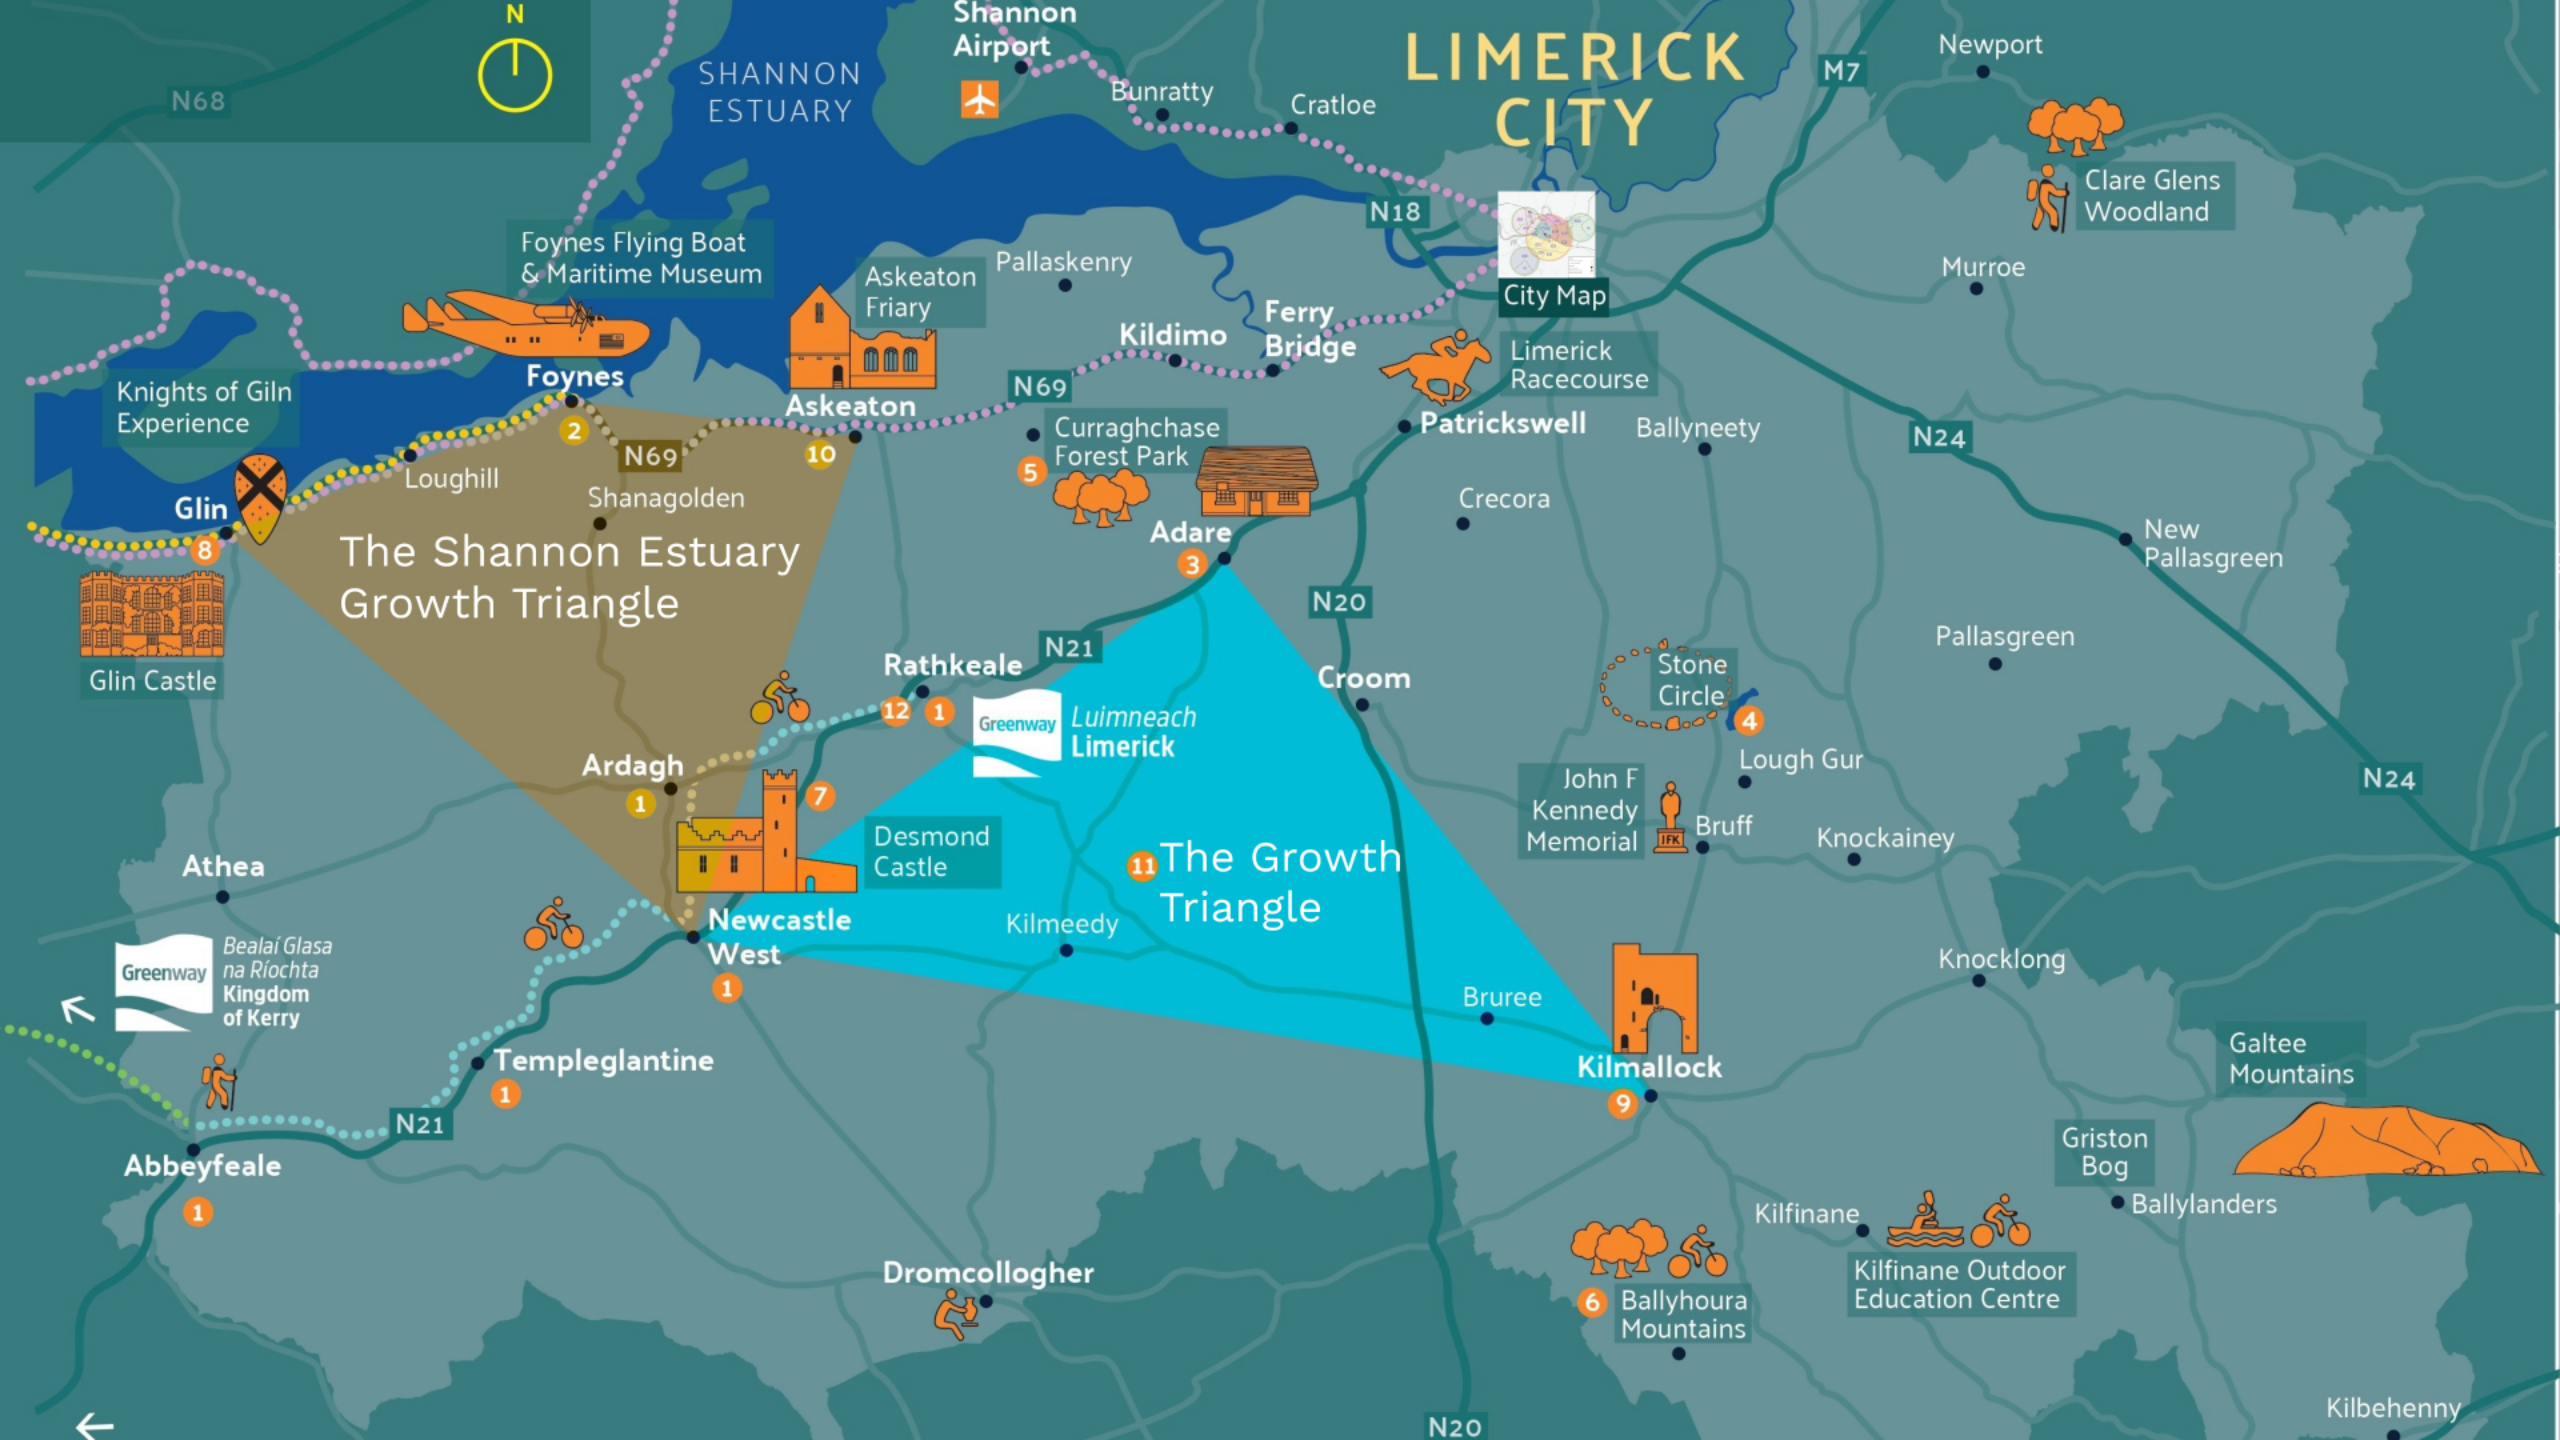 N
N68
SHANNON
ESTUARY
Shannon
Airport
Bunratty
Cratloe
LIMERICK
CITY
M7
Newport
Clare Glens
Woodland
N18
City Map
Murroe
Foynes Flying Boat
& Maritime Museum
Askeaton
Friary
Pallaskenry
Kildimo
Ferry
Bridge
Limerick
Racecourse
Knights of Giln
Experience
Foynes
2
Askeaton
10
N69
N69
Curraghchase
Forest Park
5
Patrickswell
Ballyneety
N24
Loughill
Shanagolden
Glin
8
Crecora
Adare
3
New
Pallasgreen
The Shannon Estuary
Growth Triangle
Glin Castle
N20
N21
Rathkeale
12
1
Greenway
Luimneach
Limerick
Croom
Stone
Circle
4
Pallasgreen
Lough Gur
N24
Ardagh
1
7
John F
Kennedy
Memorial
JFK
Bruff
Knockainey
Desmond
Castle
11
The Growth
Triangle
Athea
Newcastle
West
1
Kilmeedy
Bruree
Knocklong
Greenway
Bealaí Glasa
na Ríochta
Kingdom
of Kerry
Templeglantine
1
Kilmallock
9
Galtee
Mountains
N21
Abbeyfeale
1
Griston
Bog
Ballylanders
Kilfinane
Kilfinane Outdoor
Education Centre
Dromcollogher
6
Ballyhoura
Mountains
N20
Kilbehenny